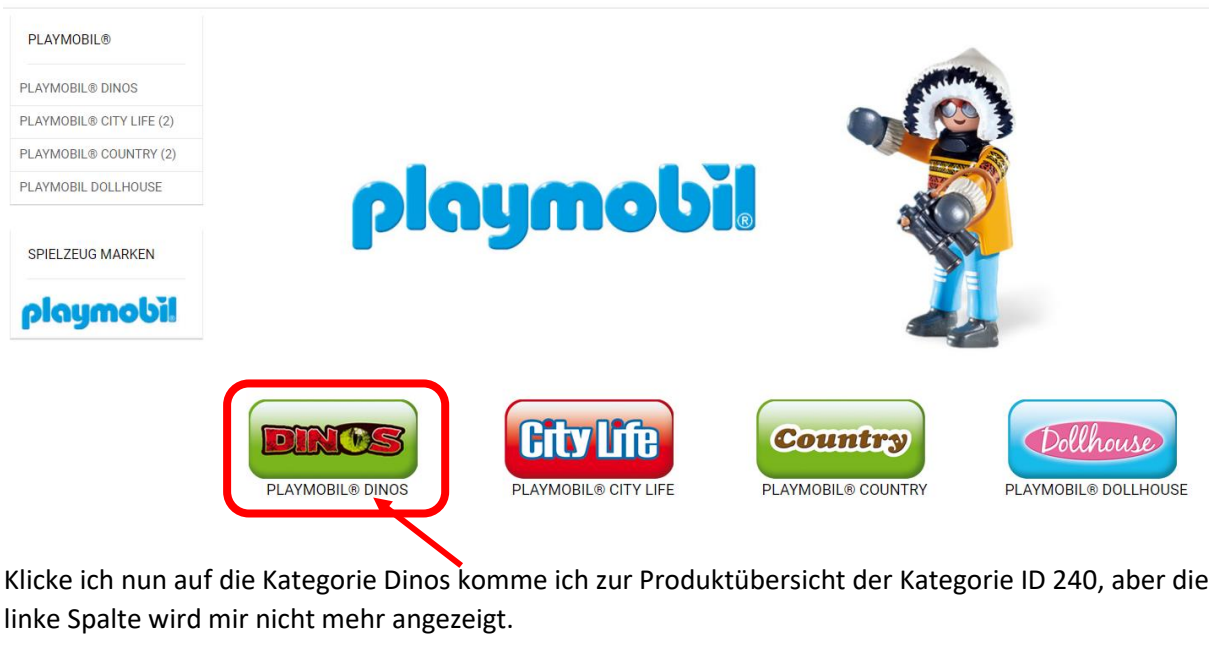 PLAYMOBIL®
PLAYMOBIL® DINOS
PLAYMOBIL® CITY LIFE (2)
PLAYMOBIL® COUNTRY (2)
PLAYMOBIL DOLLHOUSE
SPIELZEUG MARKEN
playmobil
playmobil®
DINOS
City Life
Country
Dollhouse
PLAYMOBIL® DINOS
PLAYMOBIL® CITY LIFE
PLAYMOBIL® COUNTRY
PLAYMOBIL® DOLLHOUSE
Klicke ich nun auf die Kategorie Dinos komme ich zur Produktübersicht der Kategorie ID 240, aber die
linke Spalte wird mir nicht mehr angezeigt.